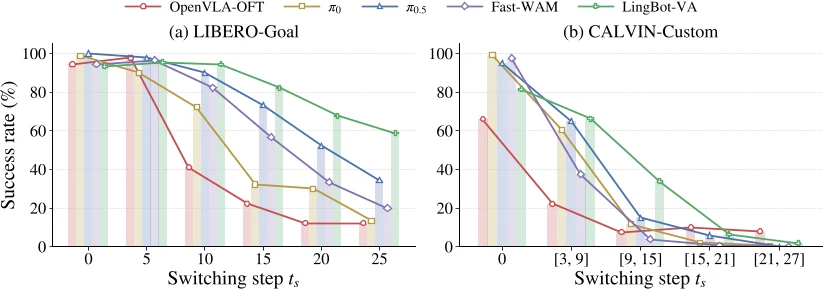 OpenVLA-OFT π₀ π₀.₅ Fast-WAM LingBot-VA
(a) LIBERO-Goal (b) CALVIN-Custom
Success rate (%)
100
80
60
40
20
0
0 5 10 15 20 25
Switching step tₛ
100
80
60
40
20
0
0 [3, 9] [9, 15] [15, 21] [21, 27]
Switching step tₛ